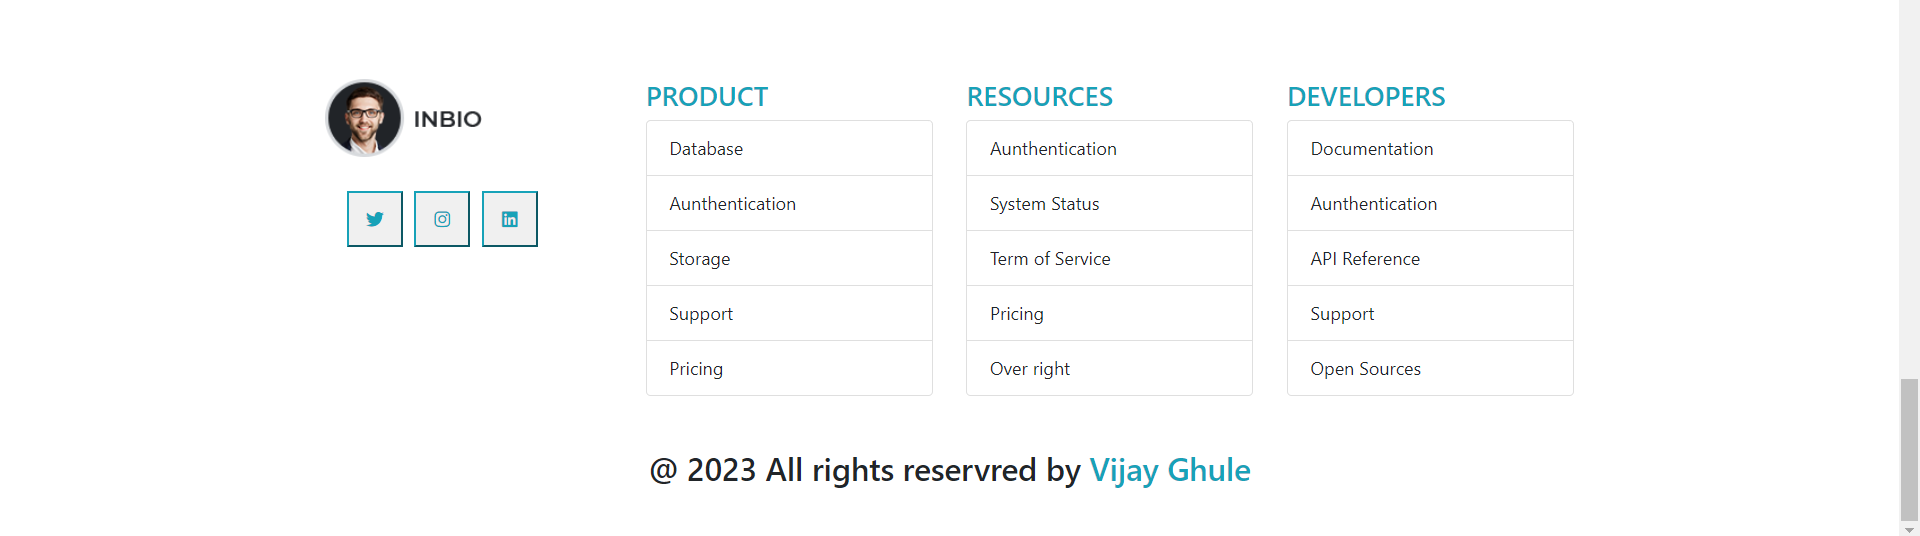 INBIO
PRODUCT
Database
Aunthentication
Storage
Support
Pricing
RESOURCES
Aunthentication
System Status
Term of Service
Pricing
Over right
DEVELOPERS
Documentation
Aunthentication
API Reference
Support
Open Sources
@ 2023 All rights reservred by Vijay Ghule